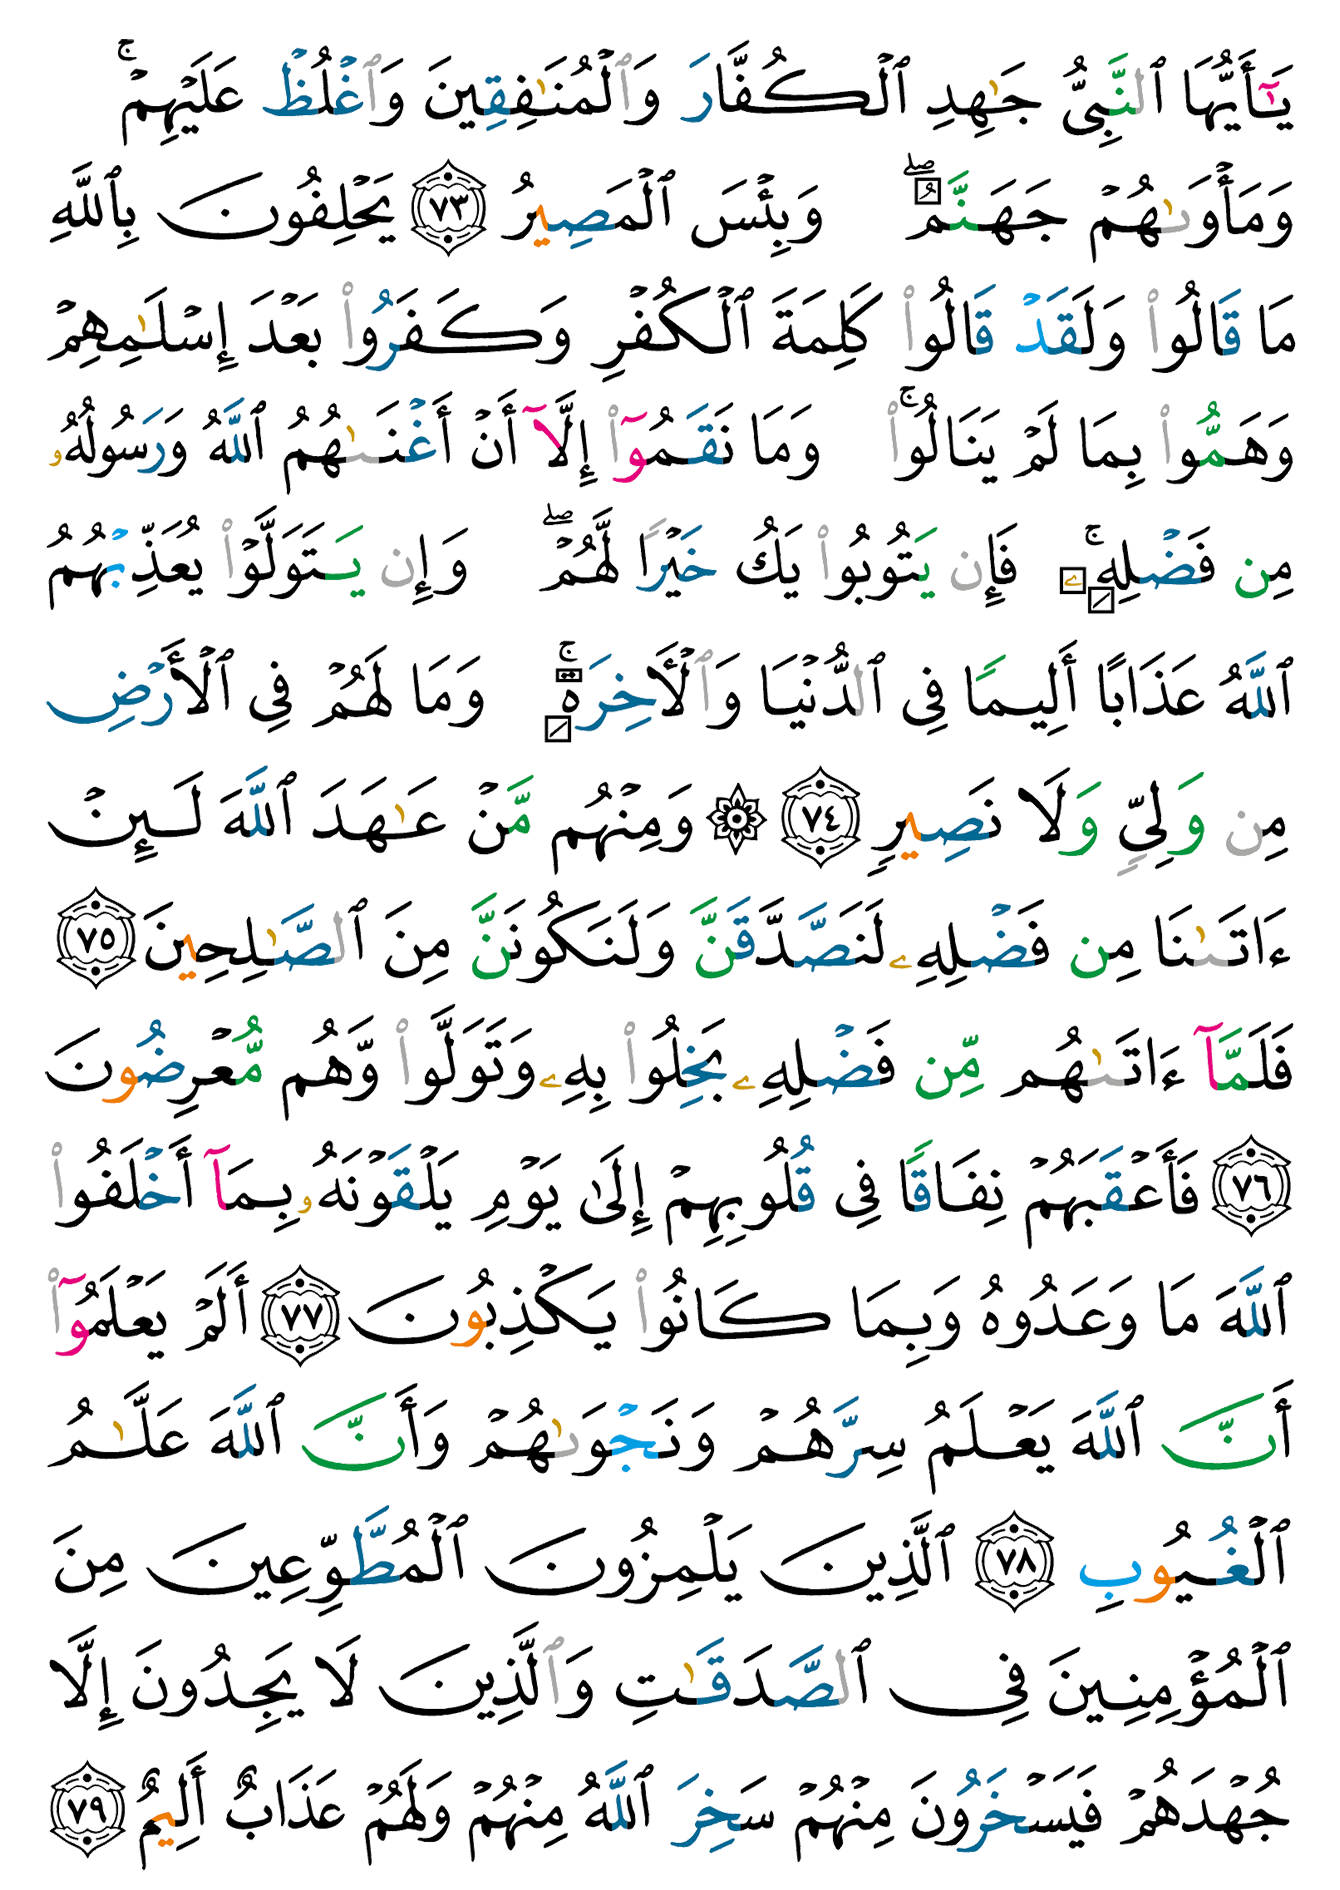 يَـٰٓأَيُّهَا ٱلنَّبِىُّ جَـٰهِدِ ٱلْكُفَّارَ وَٱلْمُنَـٰفِقِينَ وَٱغْلُظْ عَلَيْهِمْ ۚ
وَمَأْوَىٰهُمْ جَهَنَّمُ ۖ وَبِئْسَ ٱلْمَصِيرُ ٧٣ يَحْلِفُونَ بِٱللَّهِ
مَا قَالُوا۟ وَلَقَدْ قَالُوا۟ كَلِمَةَ ٱلْكُفْرِ وَكَفَرُوا۟ بَعْدَ إِسْلَـٰمِهِمْ
وَهَمُّوا۟ بِمَا لَمْ يَنَالُوا۟ ۚ وَمَا نَقَمُوٓا۟ إِلَّآ أَنْ أَغْنَىٰهُمُ ٱللَّهُ وَرَسُولُهُۥ
مِن فَضْلِهِۦ ۚ فَإِن يَتُوبُوا۟ يَكُ خَيْرًا لَّهُمْ ۖ وَإِن يَتَوَلَّوْا۟ يُعَذِّبْهُمُ
ٱللَّهُ عَذَابًا أَلِيمًا فِى ٱلدُّنْيَا وَٱلْـَٔاخِرَةِ ۚ وَمَا لَهُمْ فِى ٱلْأَرْضِ
مِن وَلِىٍّ وَلَا نَصِيرٍ ٧٤ ۞ وَمِنْهُم مَّنْ عَـٰهَدَ ٱللَّهَ لَئِنْ
ءَاتَىٰنَا مِن فَضْلِهِۦ لَنَصَّدَّقَنَّ وَلَنَكُونَنَّ مِنَ ٱلصَّـٰلِحِينَ ٧٥
فَلَمَّآ ءَاتَىٰهُم مِّن فَضْلِهِۦ بَخِلُوا۟ بِهِۦ وَتَوَلَّوا۟ وَّهُم مُّعْرِضُونَ
٧٦ فَأَعْقَبَهُمْ نِفَاقًا فِى قُلُوبِهِمْ إِلَىٰ يَوْمِ يَلْقَوْنَهُۥ بِمَآ أَخْلَفُوا۟
ٱللَّهَ مَا وَعَدُوهُ وَبِمَا كَانُوا۟ يَكْذِبُونَ ٧٧ أَلَمْ يَعْلَمُوٓا۟
أَنَّ ٱللَّهَ يَعْلَمُ سِرَّهُمْ وَنَجْوَىٰهُمْ وَأَنَّ ٱللَّهَ عَلَّـٰمُ
ٱلْغُيُوبِ ٧٨ ٱلَّذِينَ يَلْمِزُونَ ٱلْمُطَّوِّعِينَ مِنَ
ٱلْمُؤْمِنِينَ فِى ٱلصَّدَقَـٰتِ وَٱلَّذِينَ لَا يَجِدُونَ إِلَّا
جُهْدَهُمْ فَيَسْخَرُونَ مِنْهُمْ سَخِرَ ٱللَّهُ مِنْهُمْ وَلَهُمْ عَذَابٌ أَلِيمٌ ٧٩